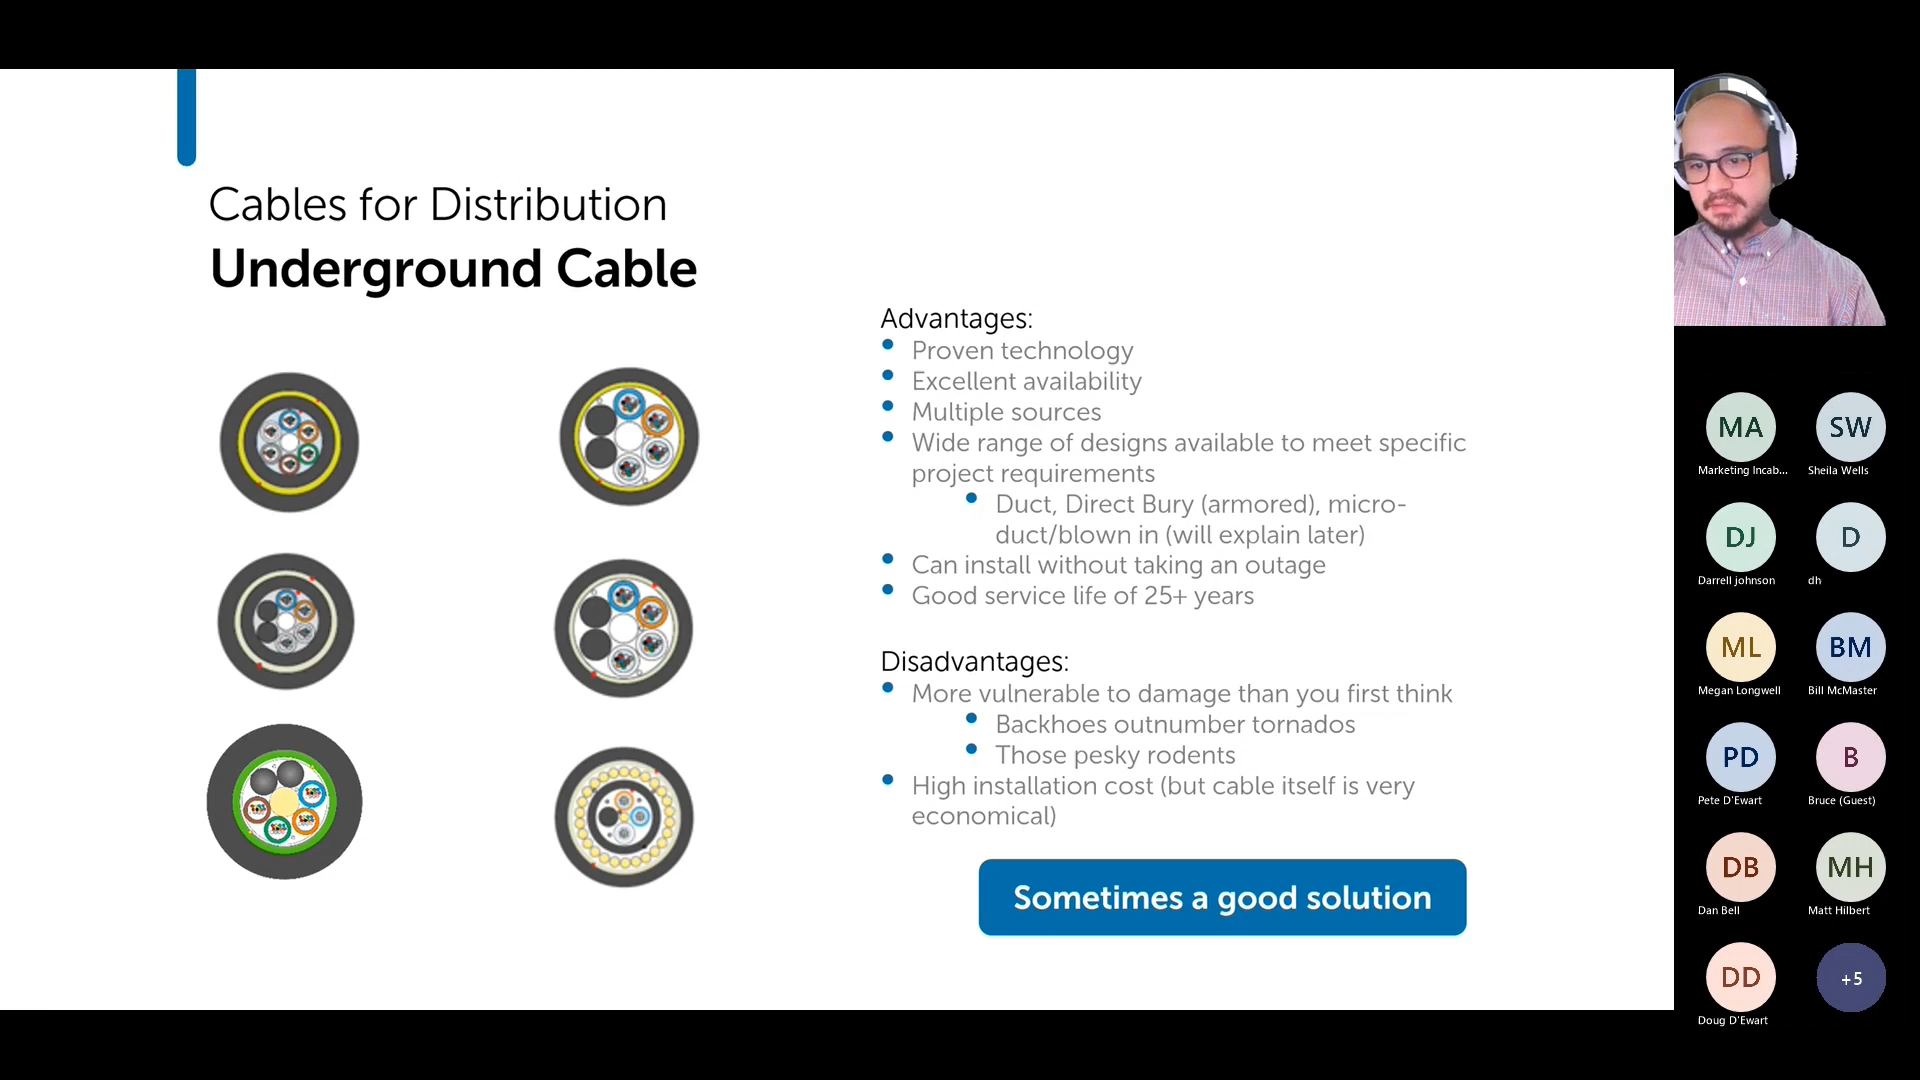 Cables for Distribution
Underground Cable
Advantages:
Proven technology
Excellent availability
Multiple sources
Wide range of designs available to meet specific
project requirements
Duct, Direct Bury (armored), micro-
duct/blown in (will explain later)
Can install without taking an outage
Good service life of 25+ years
Disadvantages:
More vulnerable to damage than you first think
Backhoes outnumber tornados
Those pesky rodents
High installation cost (but cable itself is very
economical)
Sometimes a good solution
MA
Marketing Incab...
SW
Sheila Wells
DJ
Darrell johnson
D
dh
ML
Megan Longwell
BM
Bill McMaster
PD
Pete D'Ewart
B
Bruce (Guest)
DB
Dan Bell
MH
Matt Hilbert
DD
Doug D'Ewart
+5